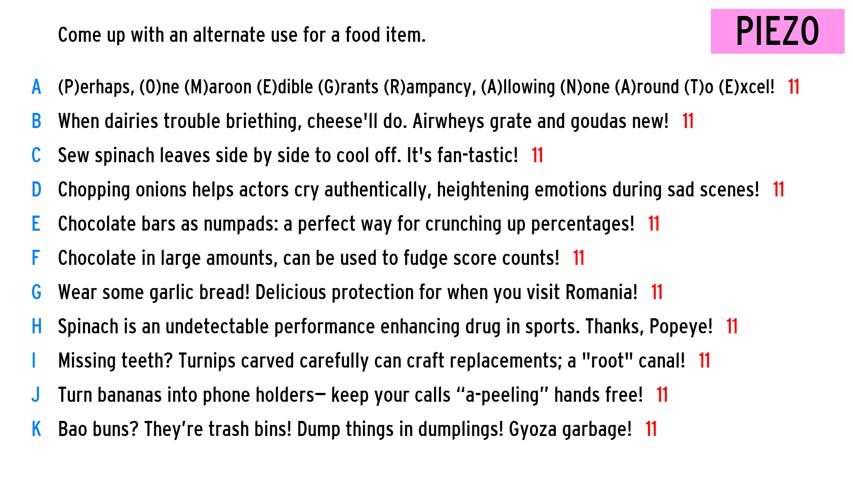 Come up with an alternate use for a food item.
PIEZO
A (P)erhaps, (O)ne (M)aroon (E)dible (G)rants (R)ampancy, (A)llowing (N)one (A)round (T)o (E)xcel! 11
B When dairies trouble briething, cheese'll do. Airwheys grate and goudas new! 11
C Sew spinach leaves side by side to cool off. It's fan-tastic! 11
D Chopping onions helps actors cry authentically, heightening emotions during sad scenes! 11
E Chocolate bars as numpads: a perfect way for crunching up percentages! 11
F Chocolate in large amounts, can be used to fudge score counts! 11
G Wear some garlic bread! Delicious protection for when you visit Romania! 11
H Spinach is an undetectable performance enhancing drug in sports. Thanks, Popeye! 11
I Missing teeth? Turnips carved carefully can craft replacements; a "root" canal! 11
J Turn bananas into phone holders— keep your calls “a-peeling” hands free! 11
K Bao buns? They’re trash bins! Dump things in dumplings! Gyoza garbage! 11